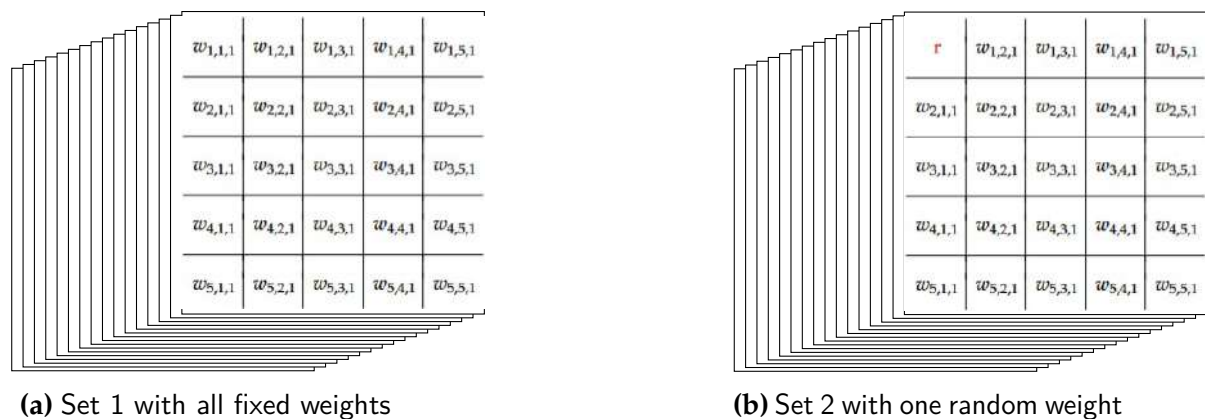 w1,1,1 w1,2,1 w1,3,1 w1,4,1 w1,5,1
w2,1,1 w2,2,1 w2,3,1 w2,4,1 w2,5,1
w3,1,1 w3,2,1 w3,3,1 w3,4,1 w3,5,1
w4,1,1 w4,2,1 w4,3,1 w4,4,1 w4,5,1
w5,1,1 w5,2,1 w5,3,1 w5,4,1 w5,5,1
(a) Set 1 with all fixed weights
r w1,2,1 w1,3,1 w1,4,1 w1,5,1
w2,1,1 w2,2,1 w2,3,1 w2,4,1 w2,5,1
w3,1,1 w3,2,1 w3,3,1 w3,4,1 w3,5,1
w4,1,1 w4,2,1 w4,3,1 w4,4,1 w4,5,1
w5,1,1 w5,2,1 w5,3,1 w5,4,1 w5,5,1
(b) Set 2 with one random weight